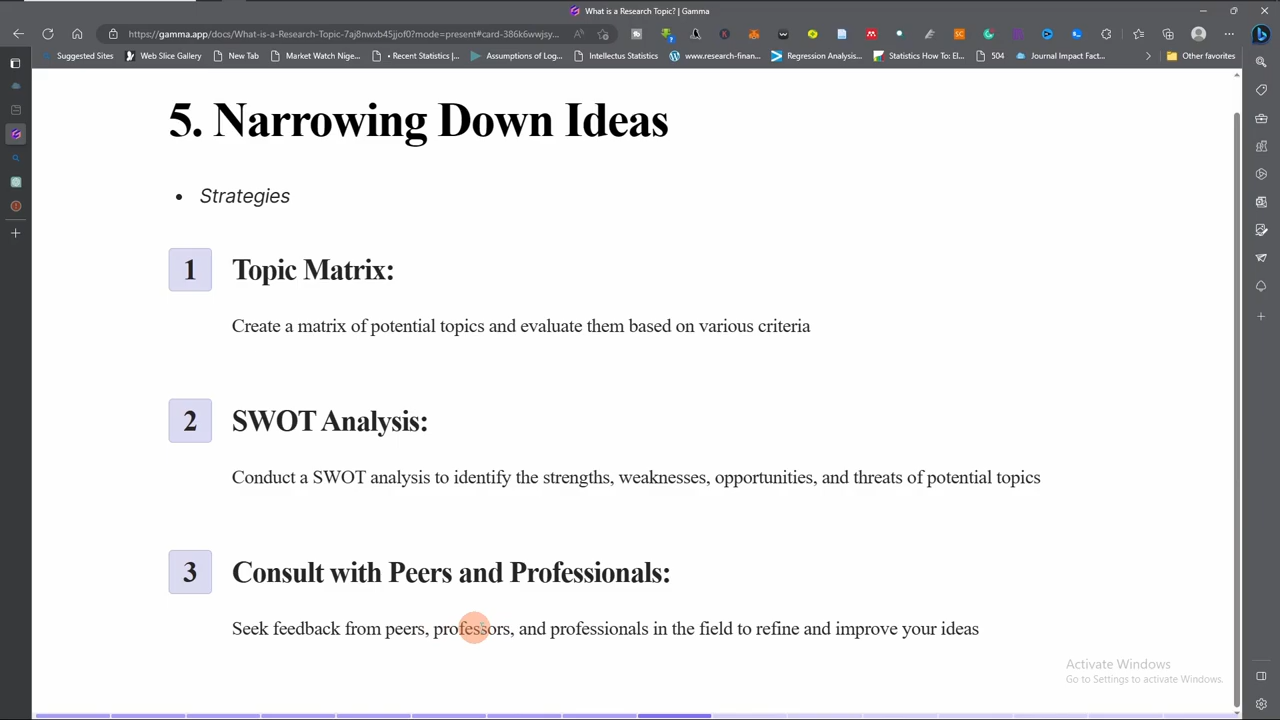 What is a Research Topic? | Gamma
https://gamma.app/docs/What-is-a-Research-Topic-7aj8nwxb45jjof0?mode=present#card-386k6wwjsy...
Suggested Sites
Web Slice Gallery
New Tab
Market Watch Nige...
• Recent Statistics |...
Assumptions of Log...
Intellectus Statistics
www.research-finan...
Regression Analysis...
Statistics How To: El...
504
Journal Impact Fact...
Other favorites
5. Narrowing Down Ideas
• Strategies
1 Topic Matrix:
Create a matrix of potential topics and evaluate them based on various criteria
2 SWOT Analysis:
Conduct a SWOT analysis to identify the strengths, weaknesses, opportunities, and threats of potential topics
3 Consult with Peers and Professionals:
Seek feedback from peers, professors, and professionals in the field to refine and improve your ideas
Activate Windows
Go to Settings to activate Windows.